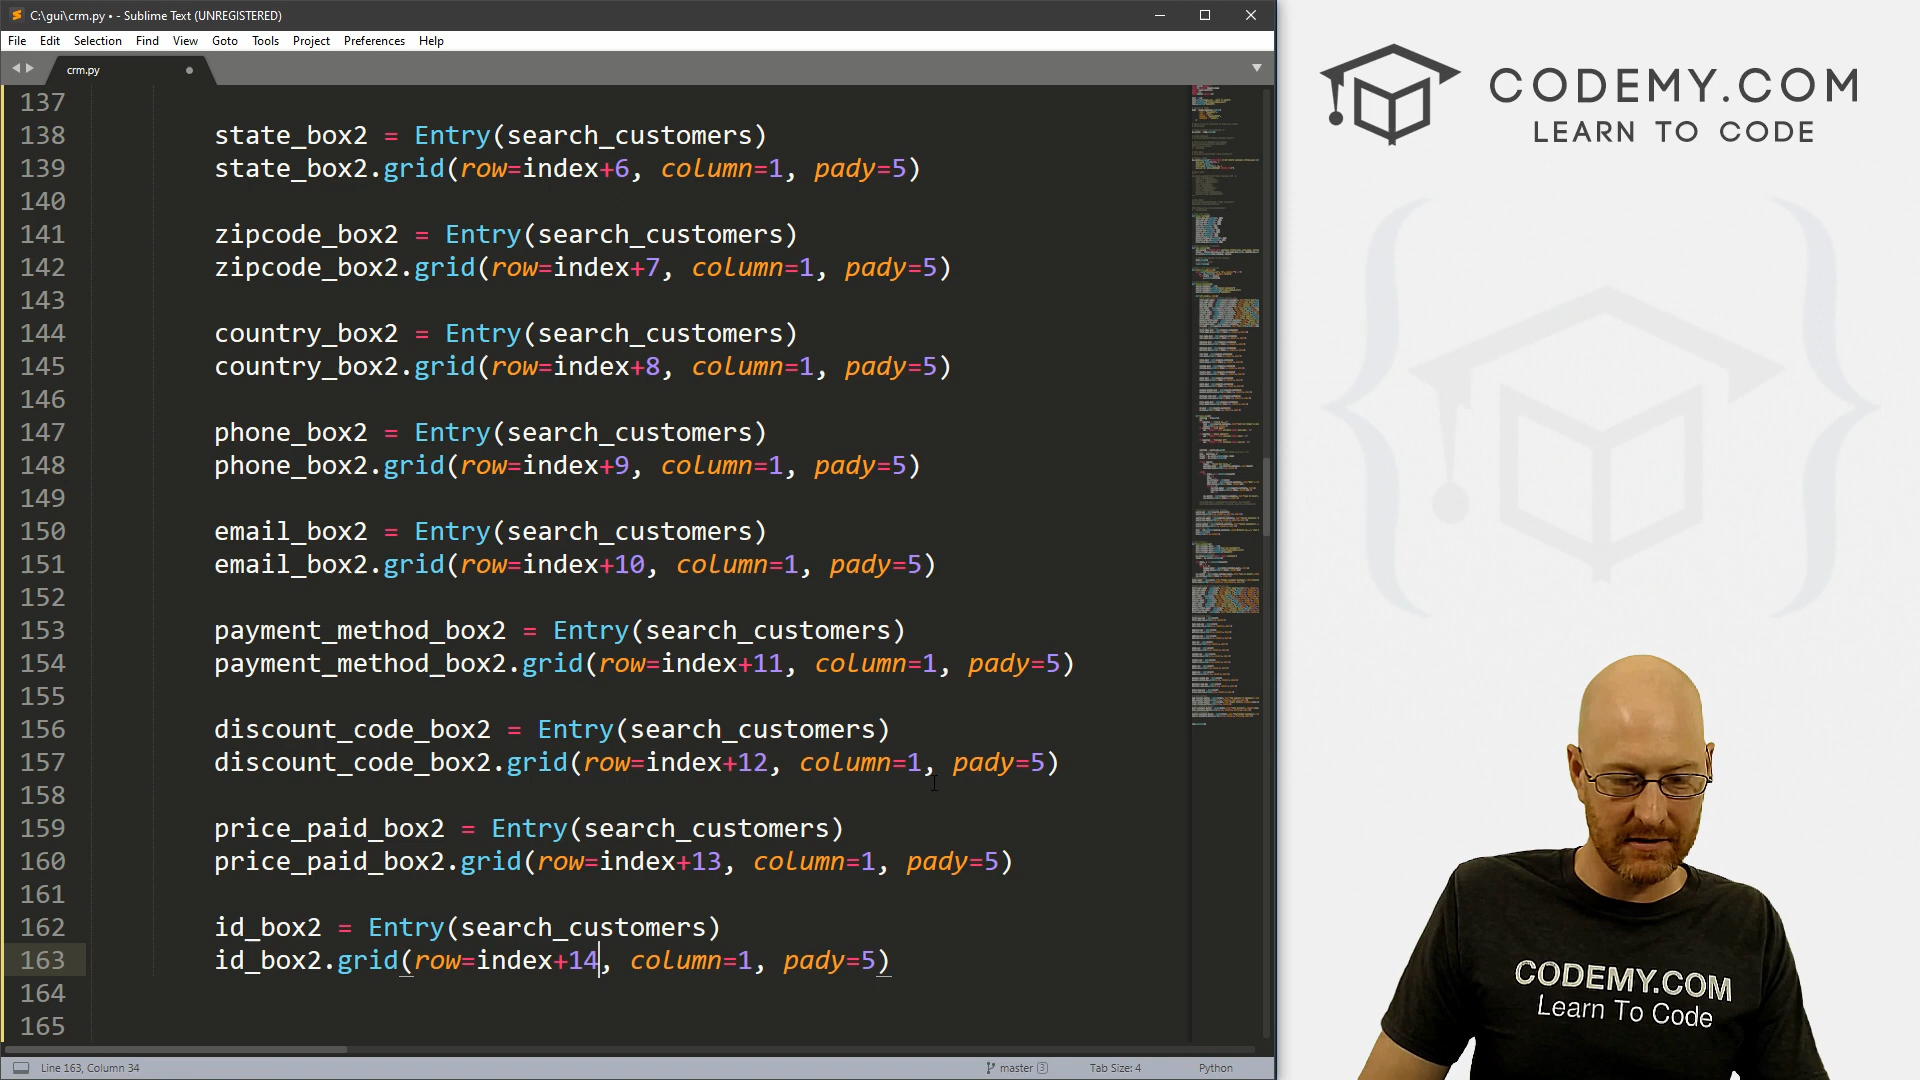 C:\gui\crm.py • - Sublime Text (UNREGISTERED)
File Edit Selection Find View Goto Tools Project Preferences Help
crm.py
137
138 state_box2 = Entry(search_customers)
139 state_box2.grid(row=index+6, column=1, pady=5)
140
141 zipcode_box2 = Entry(search_customers)
142 zipcode_box2.grid(row=index+7, column=1, pady=5)
143
144 country_box2 = Entry(search_customers)
145 country_box2.grid(row=index+8, column=1, pady=5)
146
147 phone_box2 = Entry(search_customers)
148 phone_box2.grid(row=index+9, column=1, pady=5)
149
150 email_box2 = Entry(search_customers)
151 email_box2.grid(row=index+10, column=1, pady=5)
152
153 payment_method_box2 = Entry(search_customers)
154 payment_method_box2.grid(row=index+11, column=1, pady=5)
155
156 discount_code_box2 = Entry(search_customers)
157 discount_code_box2.grid(row=index+12, column=1, pady=5)
158
159 price_paid_box2 = Entry(search_customers)
160 price_paid_box2.grid(row=index+13, column=1, pady=5)
161
162 id_box2 = Entry(search_customers)
163 id_box2.grid(row=index+14, column=1, pady=5)
164
165
Line 163, Column 34
master 3
Tab Size: 4
Python
CODEMY.COM
LEARN TO CODE
CODEMY.COM
Learn To Code